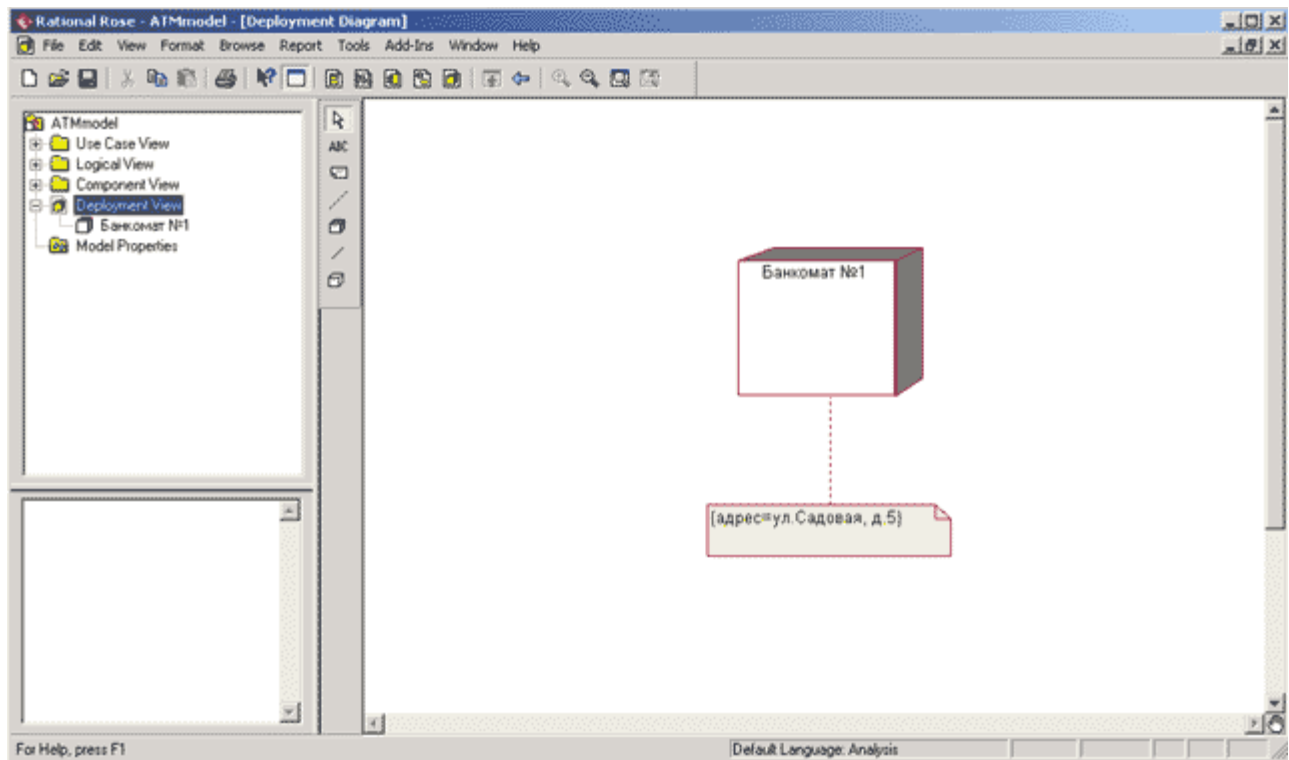 Rational Rose - ATMmodel - [Deployment Diagram]
File Edit View Format Browse Report Tools Add-Ins Window Help
ATMmodel
Use Case View
Logical View
Component View
Deployment View
Банкомат №1
Model Properties
ABC
Банкомат №1
{адрес=ул.Садовая, д.5}
For Help, press F1
Default Language: Analysis